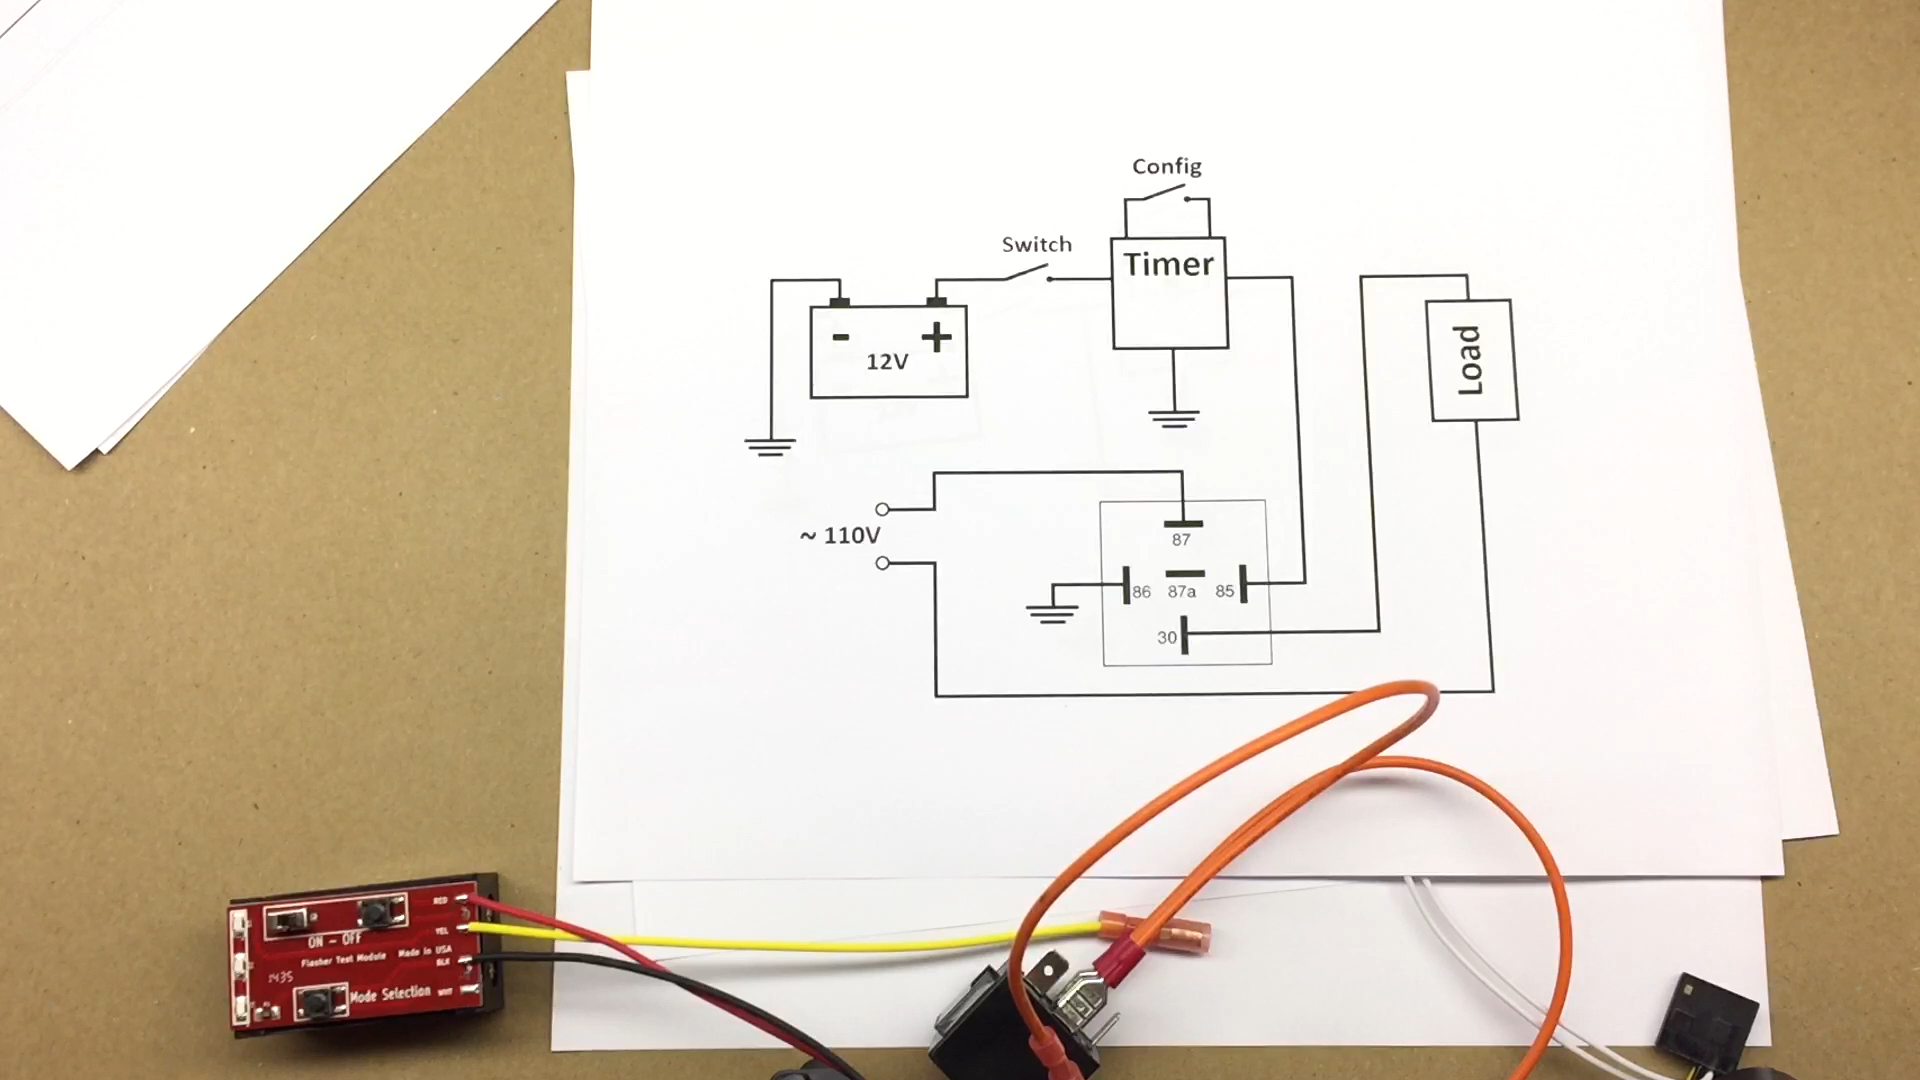 Config
Switch
Timer
- +
12V
Load
~ 110V
87
86 87a 85
30
RED
YEL
ON - OFF
Made in USA
Flasher Test Module
BLK
1435
Mode Selection
WHT